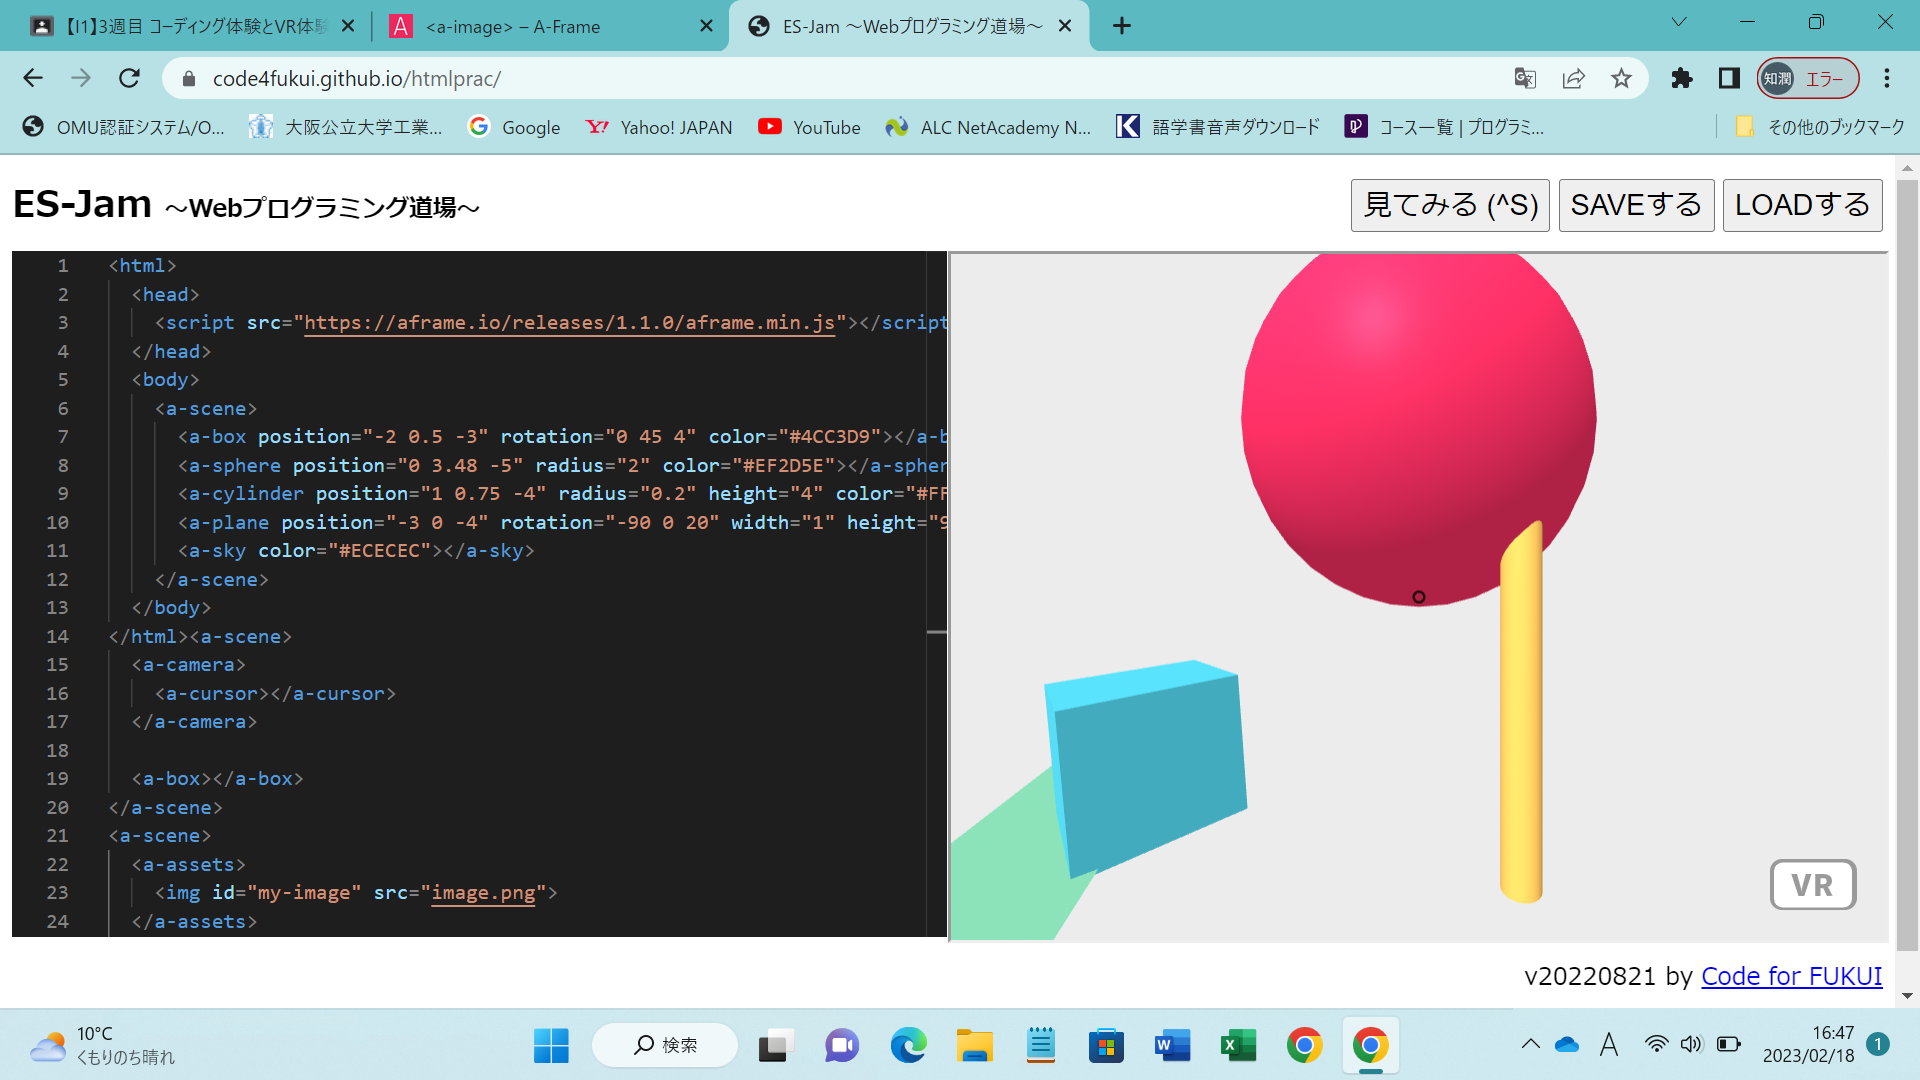 【I1】3週目 コーディング体験とVR体験
<a-image> – A-Frame
ES-Jam ～Webプログラミング道場～
code4fukui.github.io/htmlprac/
知潤 エラー
OMU認証システム/O...
大阪公立大学工業...
Google
Yahoo! JAPAN
YouTube
ALC NetAcademy N...
語学書音声ダウンロード
コース一覧 | プログラミ...
その他のブックマーク
ES-Jam ～Webプログラミング道場～
見てみる (^S)
SAVEする
LOADする
1 <html>
2 <head>
3 <script src="https://aframe.io/releases/1.1.0/aframe.min.js"></script
4 </head>
5 <body>
6 <a-scene>
7 <a-box position="-2 0.5 -3" rotation="0 45 4" color="#4CC3D9"></a-b
8 <a-sphere position="0 3.48 -5" radius="2" color="#EF2D5E"></a-spher
9 <a-cylinder position="1 0.75 -4" radius="0.2" height="4" color="#FF
10 <a-plane position="-3 0 -4" rotation="-90 0 20" width="1" height="9
11 <a-sky color="#ECECEC"></a-sky>
12 </a-scene>
13 </body>
14 </html><a-scene>
15 <a-camera>
16 <a-cursor></a-cursor>
17 </a-camera>
18
19 <a-box></a-box>
20 </a-scene>
21 <a-scene>
22 <a-assets>
23 <img id="my-image" src="image.png">
24 </a-assets>
VR
v20220821 by Code for FUKUI
10°C
くもりのち晴れ
検索
A
16:47
2023/02/18
1